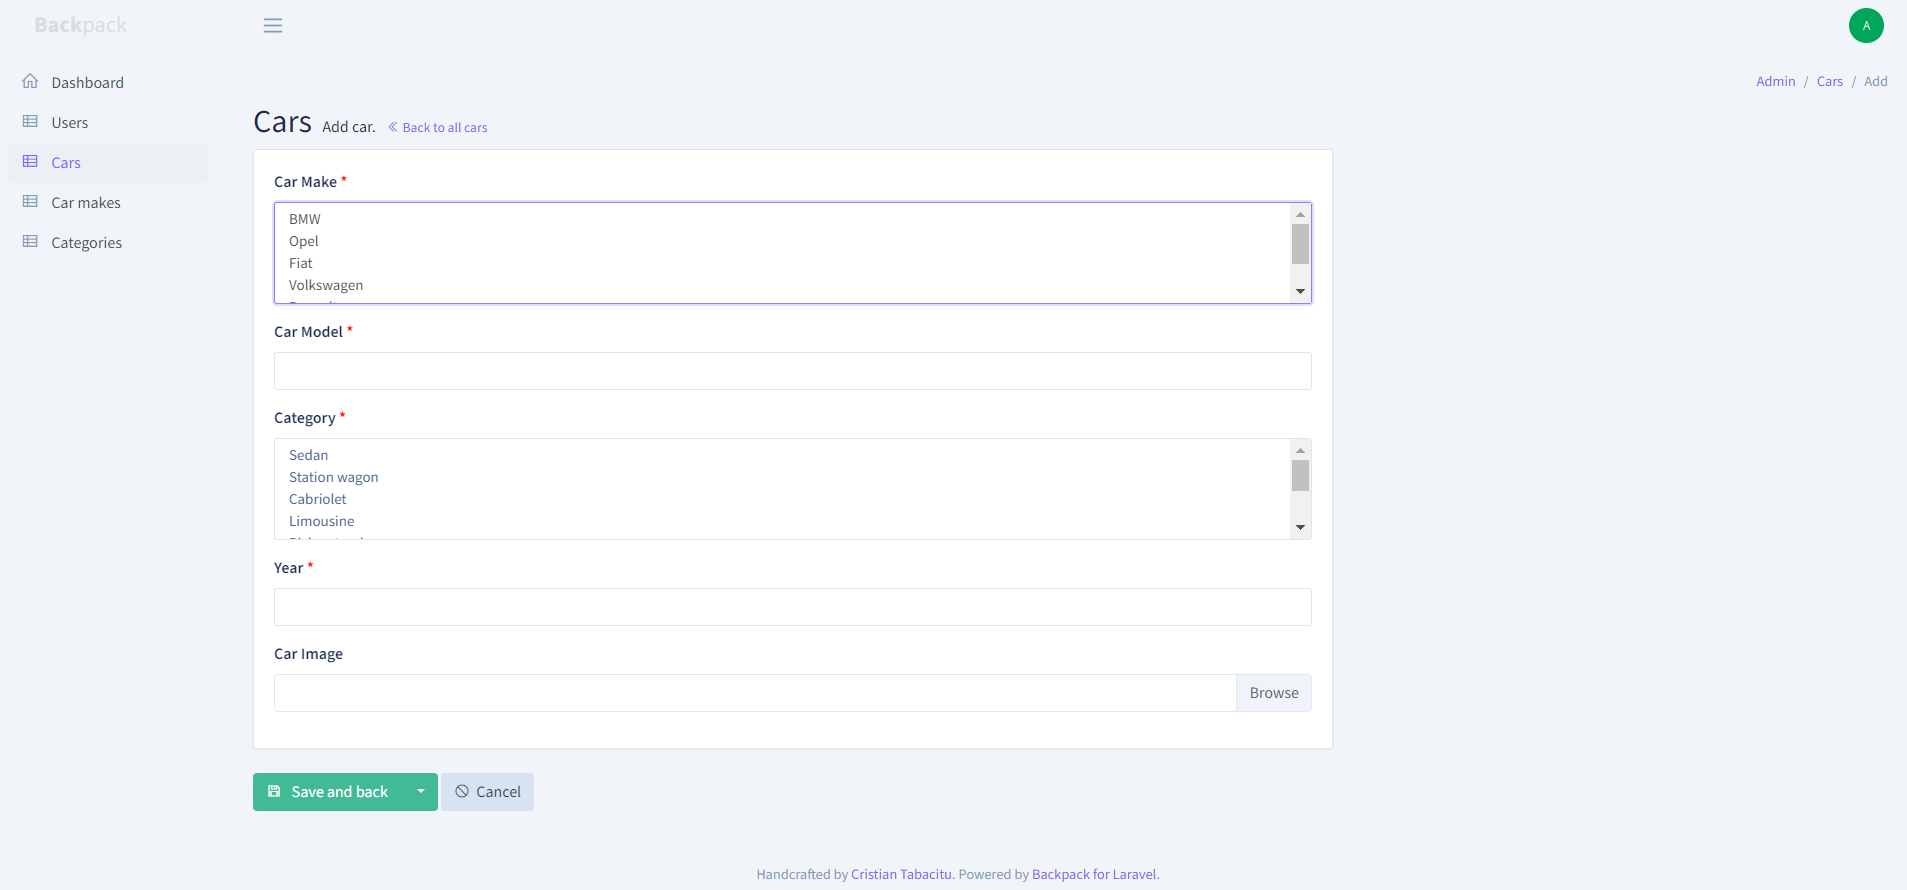 Backpack
A
Dashboard
Users
Cars
Car makes
Categories
Admin / Cars / Add
Cars Add car. « Back to all cars
Car Make *
BMW
Opel
Fiat
Volkswagen
Car Model *
Category *
Sedan
Station wagon
Cabriolet
Limousine
Year *
Car Image
Browse
Save and back
Cancel
Handcrafted by Cristian Tabacitu. Powered by Backpack for Laravel.